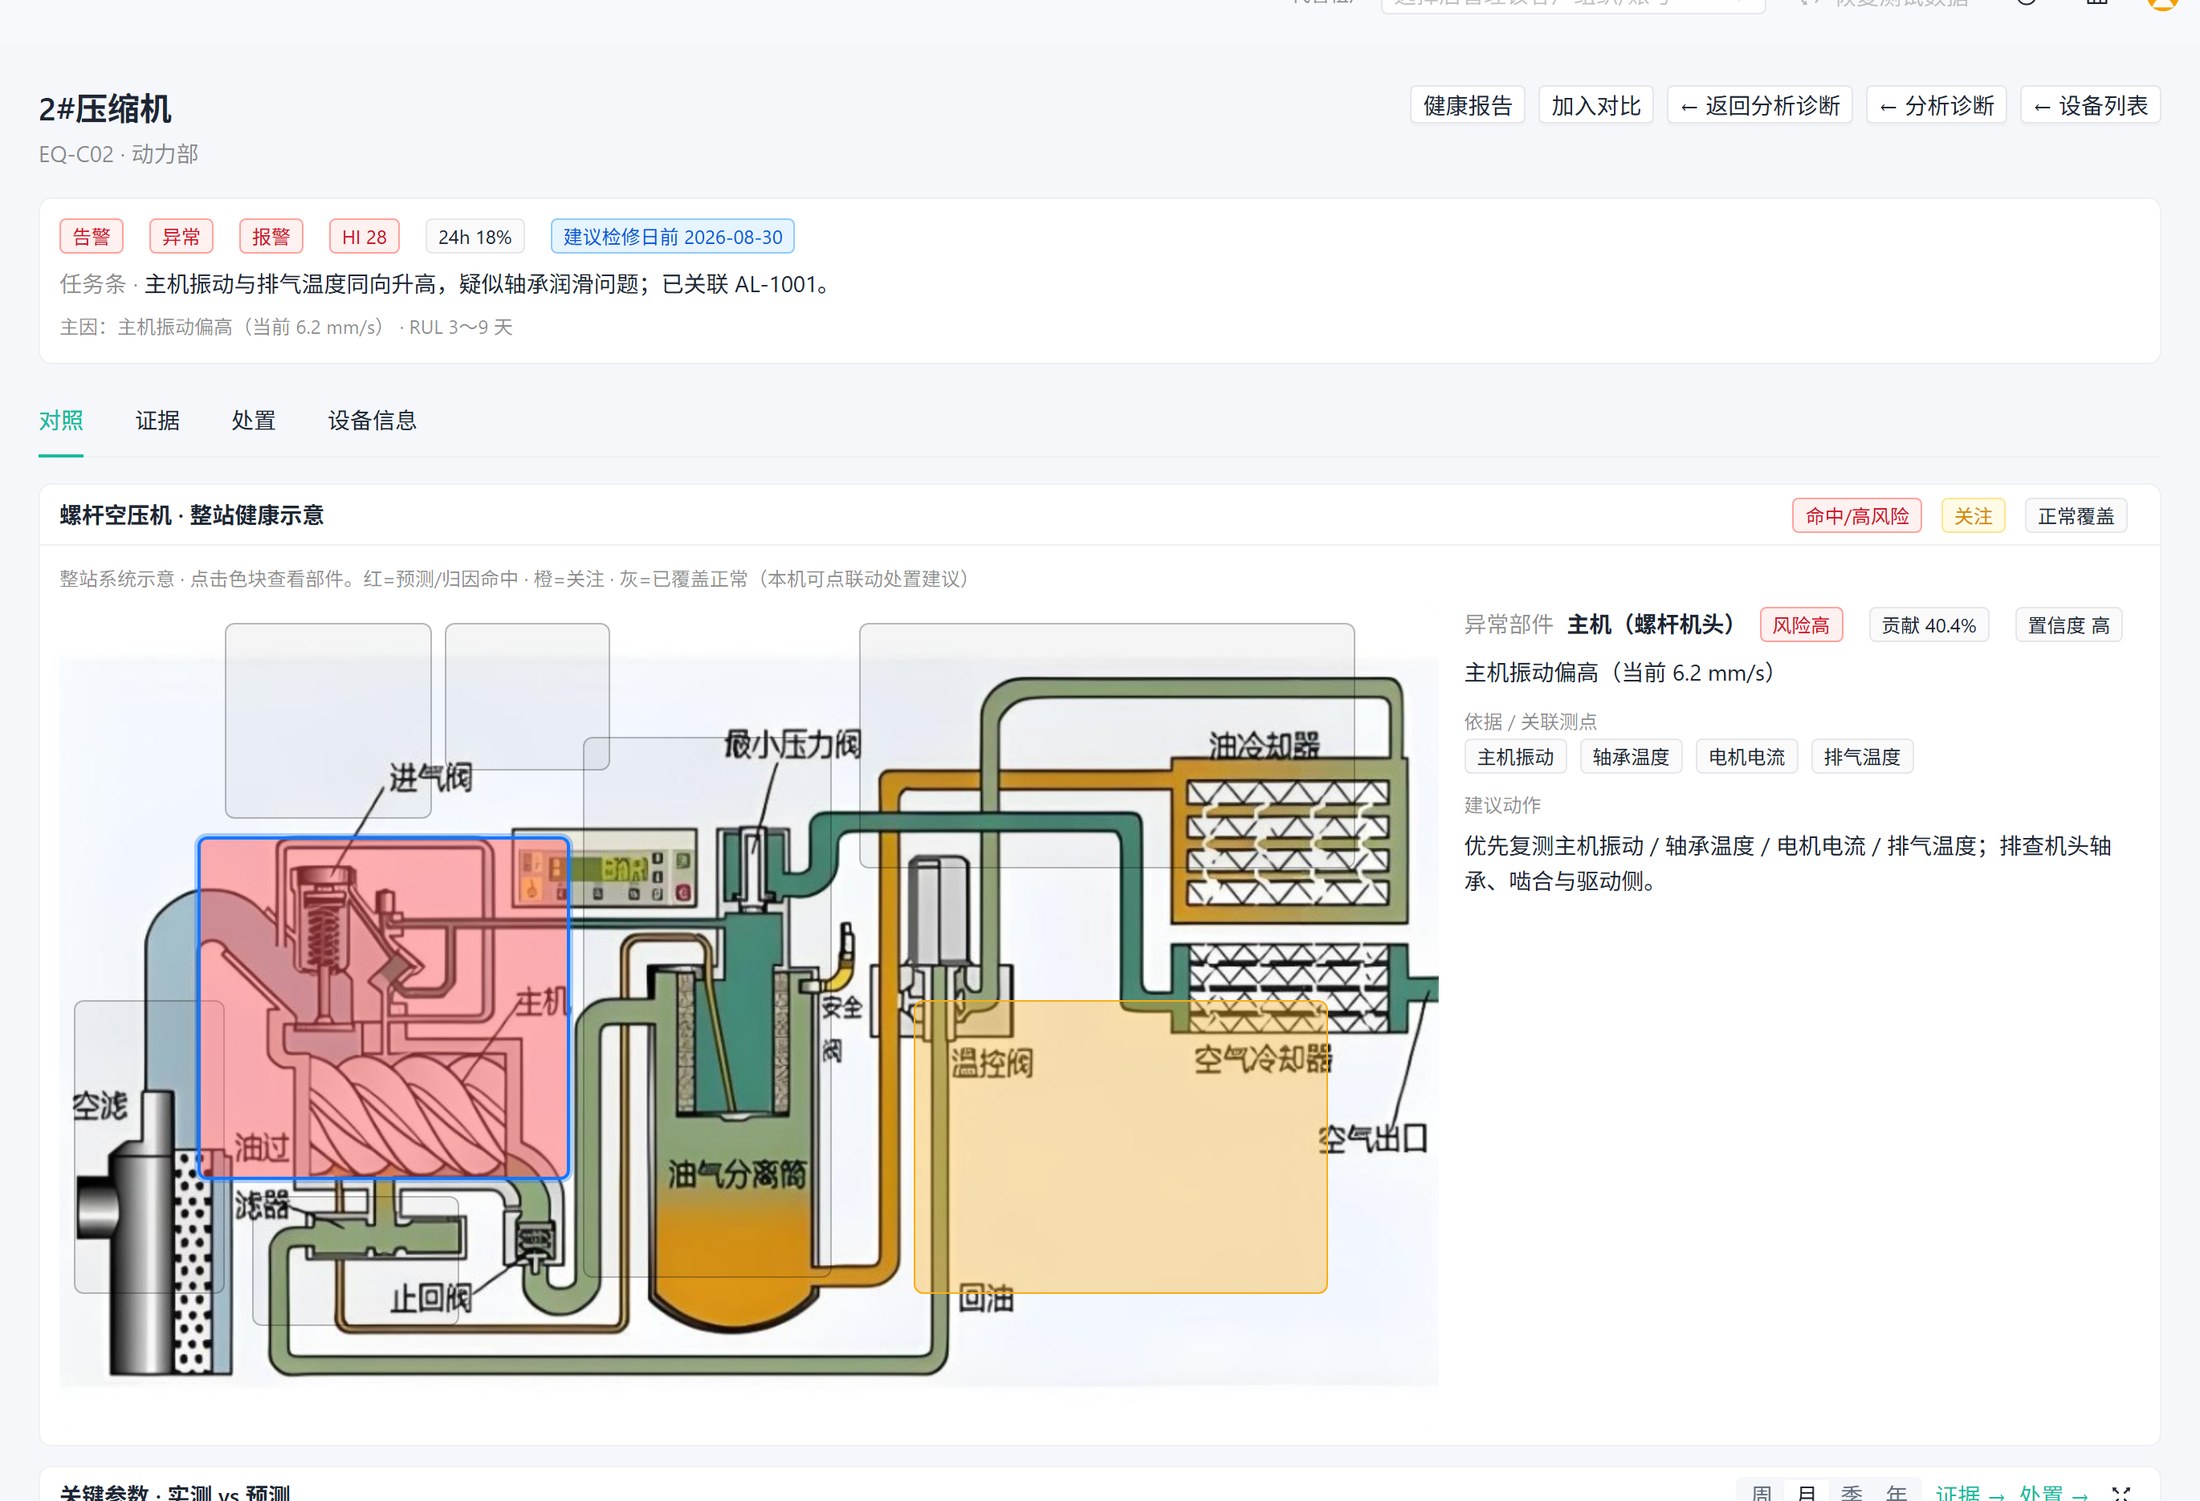 2#压缩机
健康报告
加入对比
← 返回分析诊断
← 分析诊断
← 设备列表
EQ-C02 · 动力部
告警
异常
报警
HI 28
24h 18%
建议检修日前 2026-08-30
任务条 · 主机振动与排气温度同向升高，疑似轴承润滑问题；已关联 AL-1001。
主因：主机振动偏高（当前 6.2 mm/s） · RUL 3～9 天
对照
证据
处置
设备信息
螺杆空压机 · 整站健康示意
命中/高风险
关注
正常覆盖
整站系统示意 · 点击色块查看部件。红=预测/归因命中 · 橙=关注 · 灰=已覆盖正常（本机可点联动处置建议）
异常部件 主机（螺杆机头）
风险高
贡献 40.4%
置信度 高
主机振动偏高（当前 6.2 mm/s）
依据 / 关联测点
主机振动
轴承温度
电机电流
排气温度
建议动作
优先复测主机振动 / 轴承温度 / 电机电流 / 排气温度；排查机头轴
承、啮合与驱动侧。
最小压力阀
油冷却器
进气阀
主机
安全
阀
温控阀
空气冷却器
空滤
油过
滤器
空气出口
油气分离筒
止回阀
回油
关键参数 · 实测 vs 预测
周
月
季
年
证据 →
处置 →